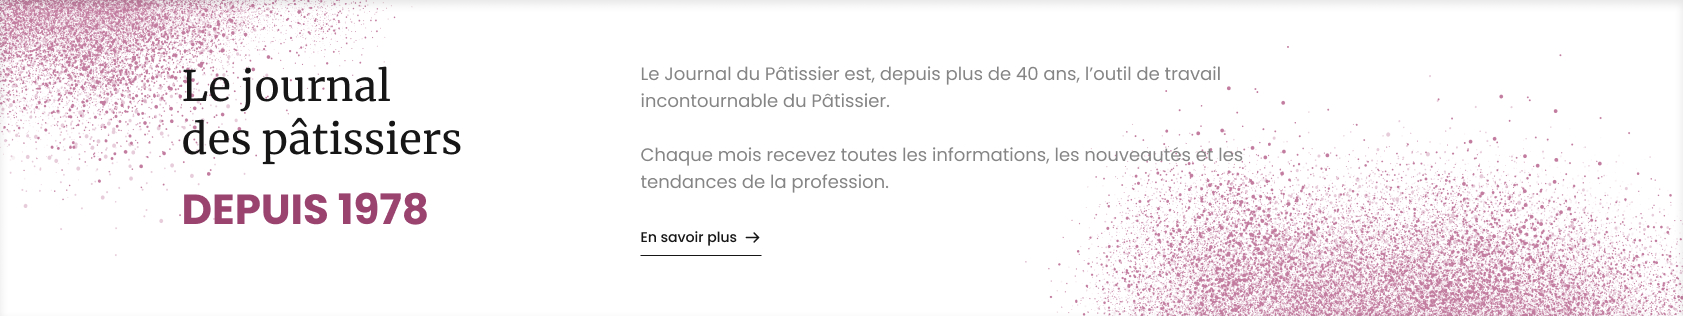 Le journal
des pâtissiers
DEPUIS 1978
Le Journal du Pâtissier est, depuis plus de 40 ans, l’outil de travail
incontournable du Pâtissier.
Chaque mois recevez toutes les informations, les nouveautés et les
tendances de la profession.
En savoir plus →